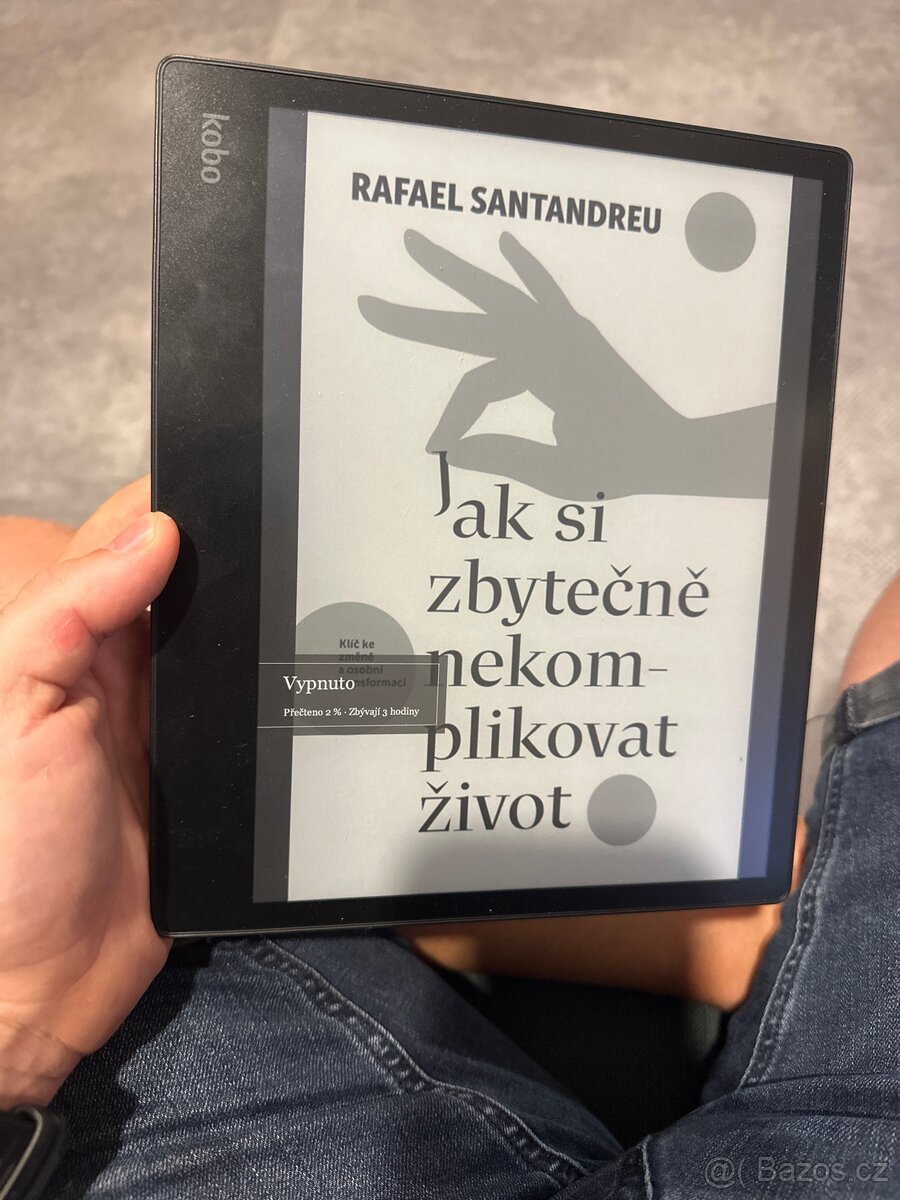 kobo
RAFAEL SANTANDREU
Jak si
zbytečně
nekom-
plikovat
život
Klíč ke
změně
a osobní
Vypnuto
Přečteno 2 % · Zbývají 3 hodiny
@( Bazos.cz